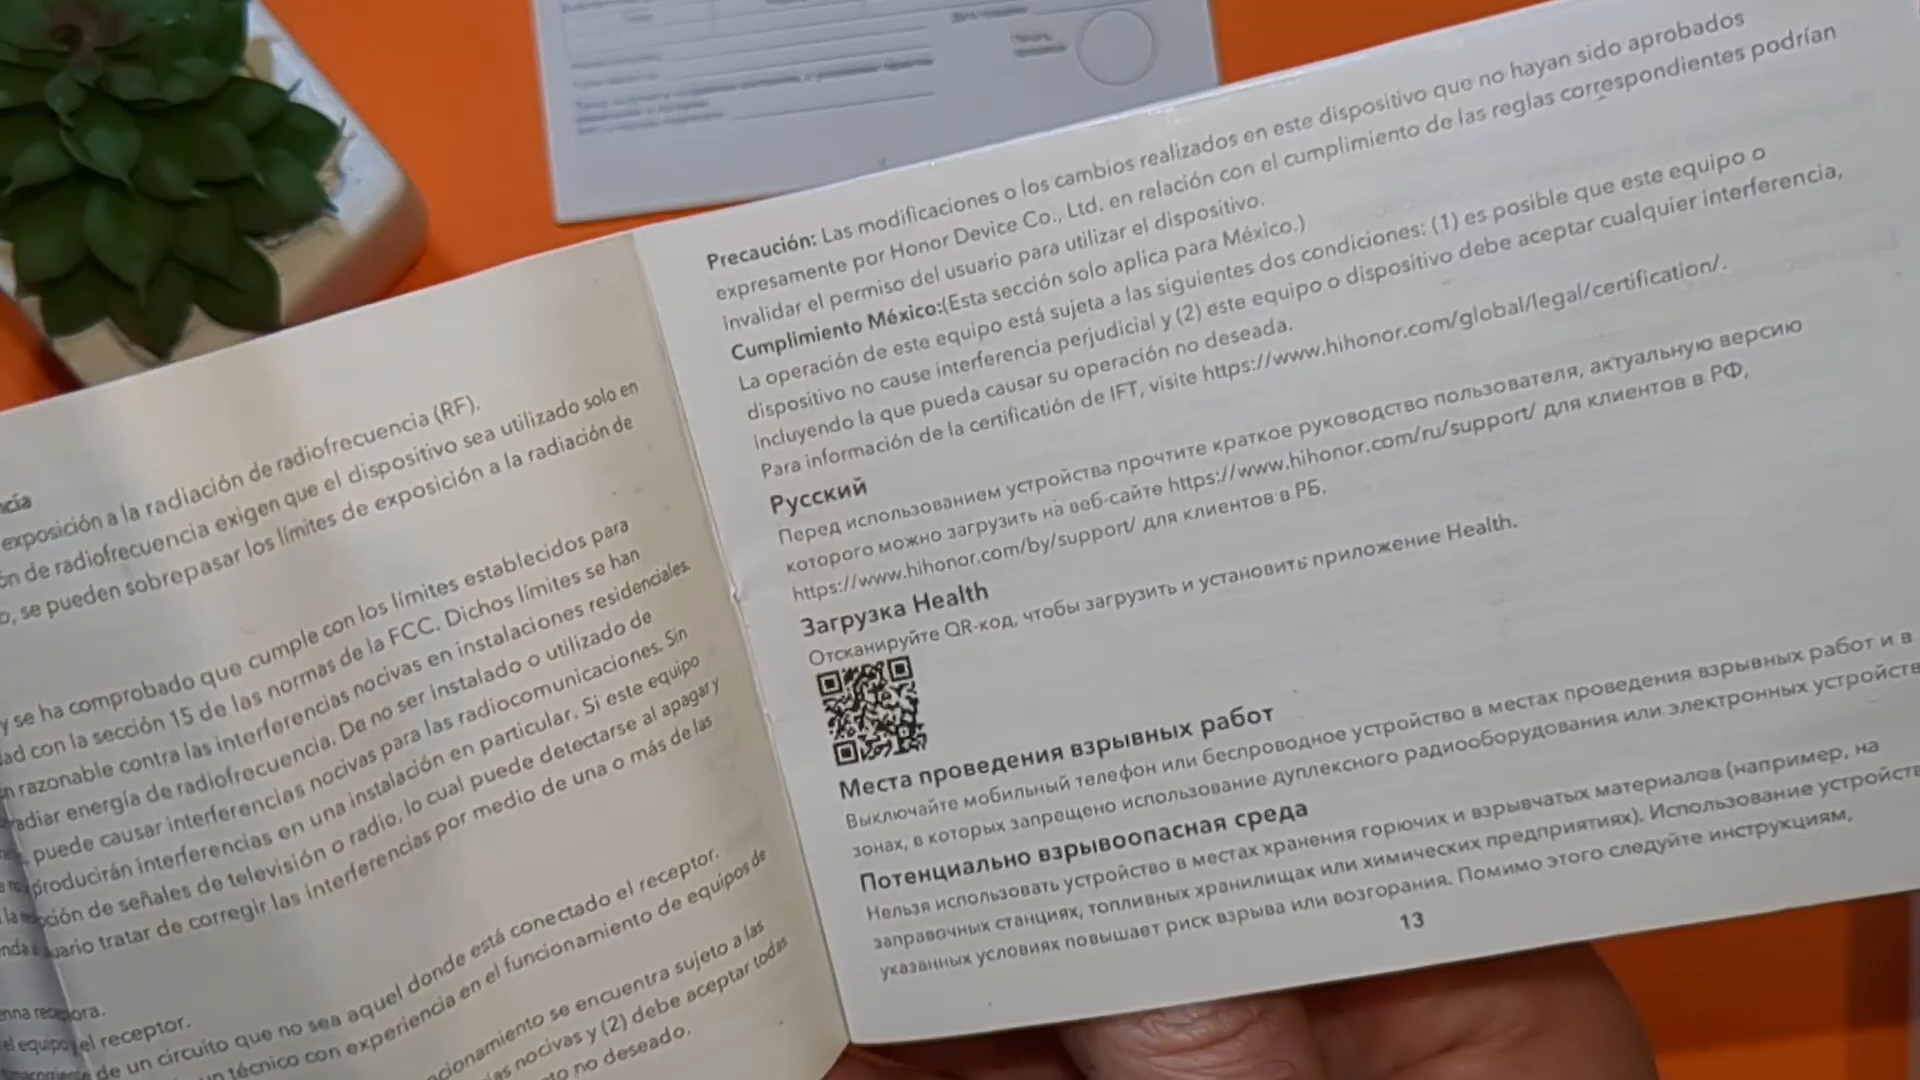 exposición a la radiación de radiofrecuencia (RF).
de radiofrecuencia exigen que el dispositivo sea utilizado solo en
se pueden sobrepasar los límites de exposición a la radiación de
y se ha comprobado que cumple con los límites establecidos para
con la sección 15 de las normas de la FCC. Dichos límites se han
razonable contra las interferencias nocivas en instalaciones residenciales.
energía de radiofrecuencia. De no ser instalado o utilizado de
puede causar interferencias nocivas para las radiocomunicaciones. Sin
producirán interferencias en una instalación en particular. Si este equipo
de señales de televisión o radio, lo cual puede detectarse al apagar y
tratar de corregir las interferencias por medio de una o más de las
el receptor.
de un circuito que no sea aquel donde está conectado el receptor.
un técnico con experiencia en el funcionamiento de equipos de
se encuentra sujeto a las
nocivas y (2) debe aceptar todas
no deseado.
Precaución: Las modificaciones o los cambios realizados en este dispositivo que no hayan sido aprobados
expresamente por Honor Device Co., Ltd. en relación con el cumplimiento de las reglas correspondientes podrían
invalidar el permiso del usuario para utilizar el dispositivo.
Cumplimiento México:(Esta sección solo aplica para México.)
La operación de este equipo está sujeta a las siguientes dos condiciones: (1) es posible que este equipo o
dispositivo no cause interferencia perjudicial y (2) este equipo o dispositivo debe aceptar cualquier interferencia,
incluyendo la que pueda causar su operación no deseada.
Para información de la certificatión de IFT, visite https://www.hihonor.com/global/legal/certification/.
Русский
Перед использованием устройства прочтите краткое руководство пользователя, актуальную версию
которого можно загрузить на веб-сайте https://www.hihonor.com/ru/support/ для клиентов в РФ,
https://www.hihonor.com/by/support/ для клиентов в РБ.
Загрузка Health
Отсканируйте QR-код, чтобы загрузить и установить приложение Health.
Места проведения взрывных работ
Выключайте мобильный телефон или беспроводное устройство в местах проведения взрывных работ и в
зонах, в которых запрещено использование дуплексного радиооборудования или электронных устройств
Потенциально взрывоопасная среда
Нельзя использовать устройство в местах хранения горючих и взрывчатых материалов (например, на
заправочных станциях, топливных хранилищах или химических предприятиях). Использование устройств
указанных условиях повышает риск взрыва или возгорания. Помимо этого следуйте инструкциям,
13